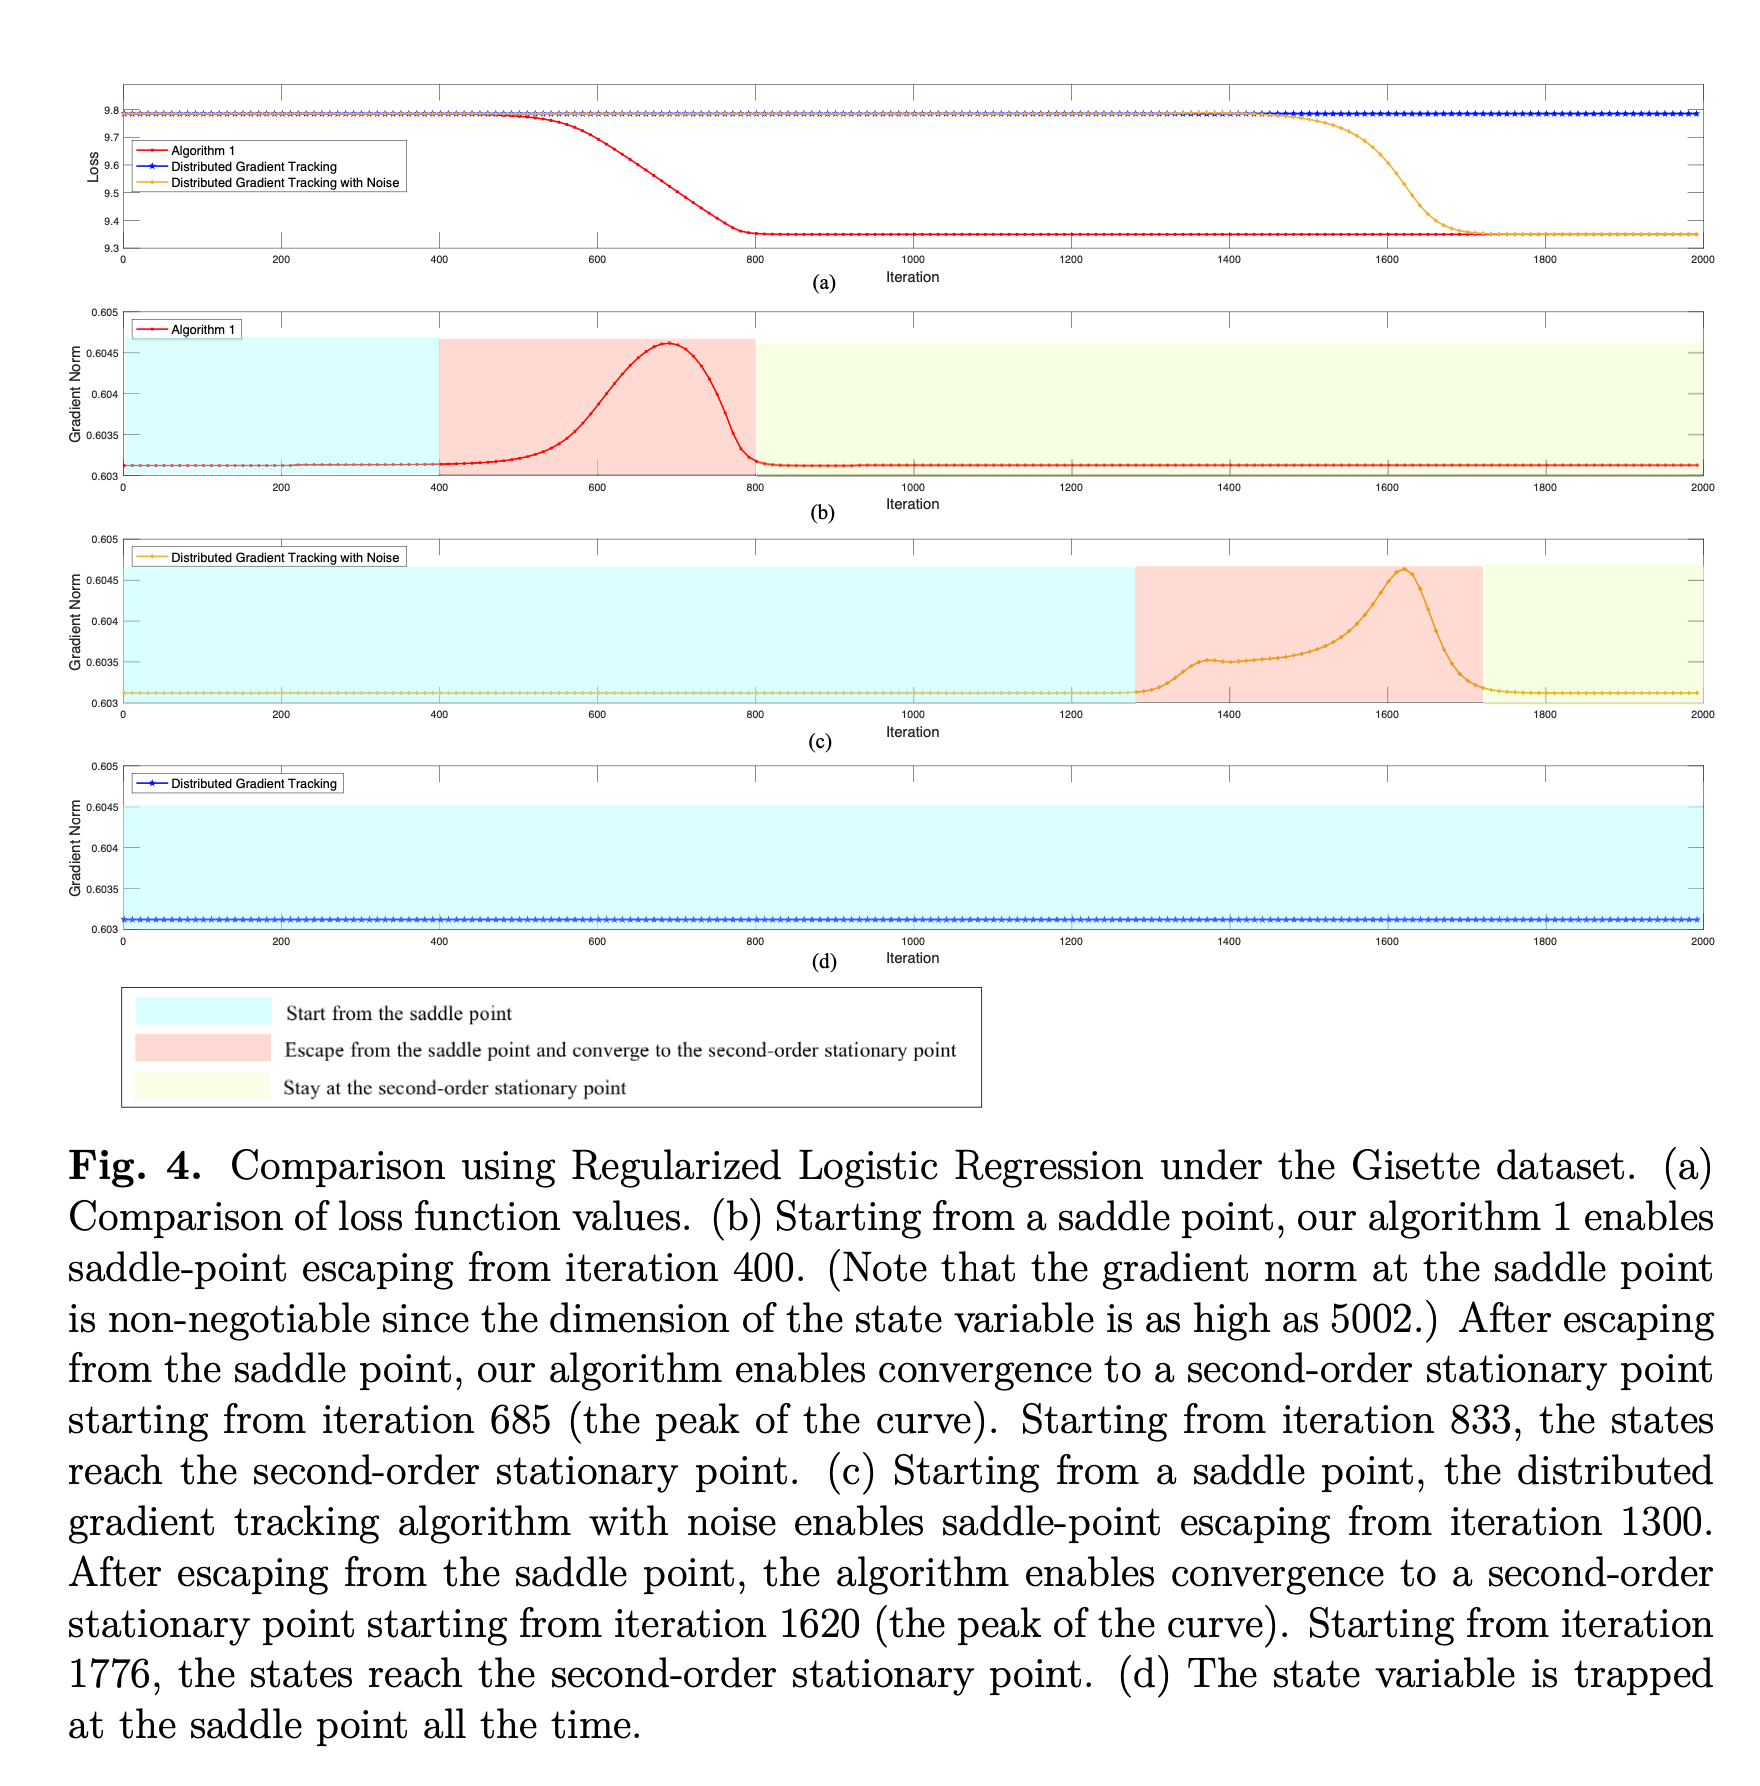 9.8
9.7
9.6
9.5
9.4
9.3
Loss
Algorithm 1
Distributed Gradient Tracking
Distributed Gradient Tracking with Noise
0 200 400 600 800 1000 1200 1400 1600 1800 2000
Iteration
(a)
0.605
0.6045
0.604
0.6035
0.603
Gradient Norm
Algorithm 1
0 200 400 600 800 1000 1200 1400 1600 1800 2000
Iteration
(b)
0.605
0.6045
0.604
0.6035
0.603
Gradient Norm
Distributed Gradient Tracking with Noise
0 200 400 600 800 1000 1200 1400 1600 1800 2000
Iteration
(c)
0.605
0.6045
0.604
0.6035
0.603
Gradient Norm
Distributed Gradient Tracking
0 200 400 600 800 1000 1200 1400 1600 1800 2000
Iteration
(d)
Start from the saddle point
Escape from the saddle point and converge to the second-order stationary point
Stay at the second-order stationary point
Fig. 4. Comparison using Regularized Logistic Regression under the Gisette dataset. (a)
Comparison of loss function values. (b) Starting from a saddle point, our algorithm 1 enables
saddle-point escaping from iteration 400. (Note that the gradient norm at the saddle point
is non-negotiable since the dimension of the state variable is as high as 5002.) After escaping
from the saddle point, our algorithm enables convergence to a second-order stationary point
starting from iteration 685 (the peak of the curve). Starting from iteration 833, the states
reach the second-order stationary point. (c) Starting from a saddle point, the distributed
gradient tracking algorithm with noise enables saddle-point escaping from iteration 1300.
After escaping from the saddle point, the algorithm enables convergence to a second-order
stationary point starting from iteration 1620 (the peak of the curve). Starting from iteration
1776, the states reach the second-order stationary point. (d) The state variable is trapped
at the saddle point all the time.